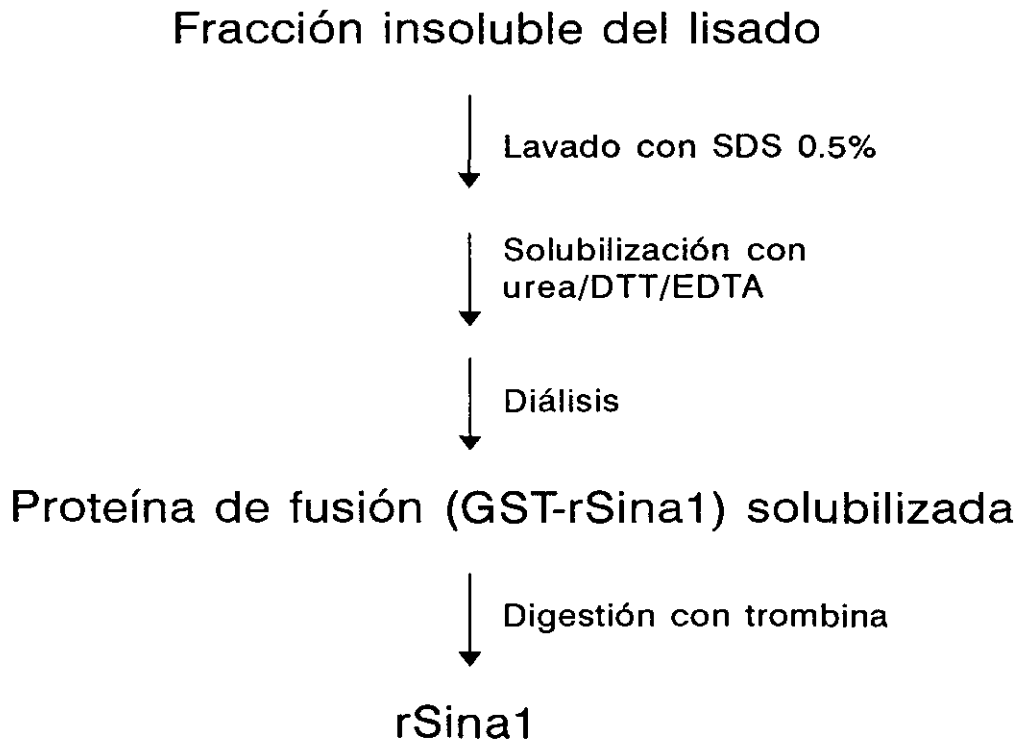 Fracción insoluble del lisado
Lavado con SDS 0.5%
Solubilización con
urea/DTT/EDTA
Diálisis
Proteína de fusión (GST-rSina1) solubilizada
Digestión con trombina
rSina1